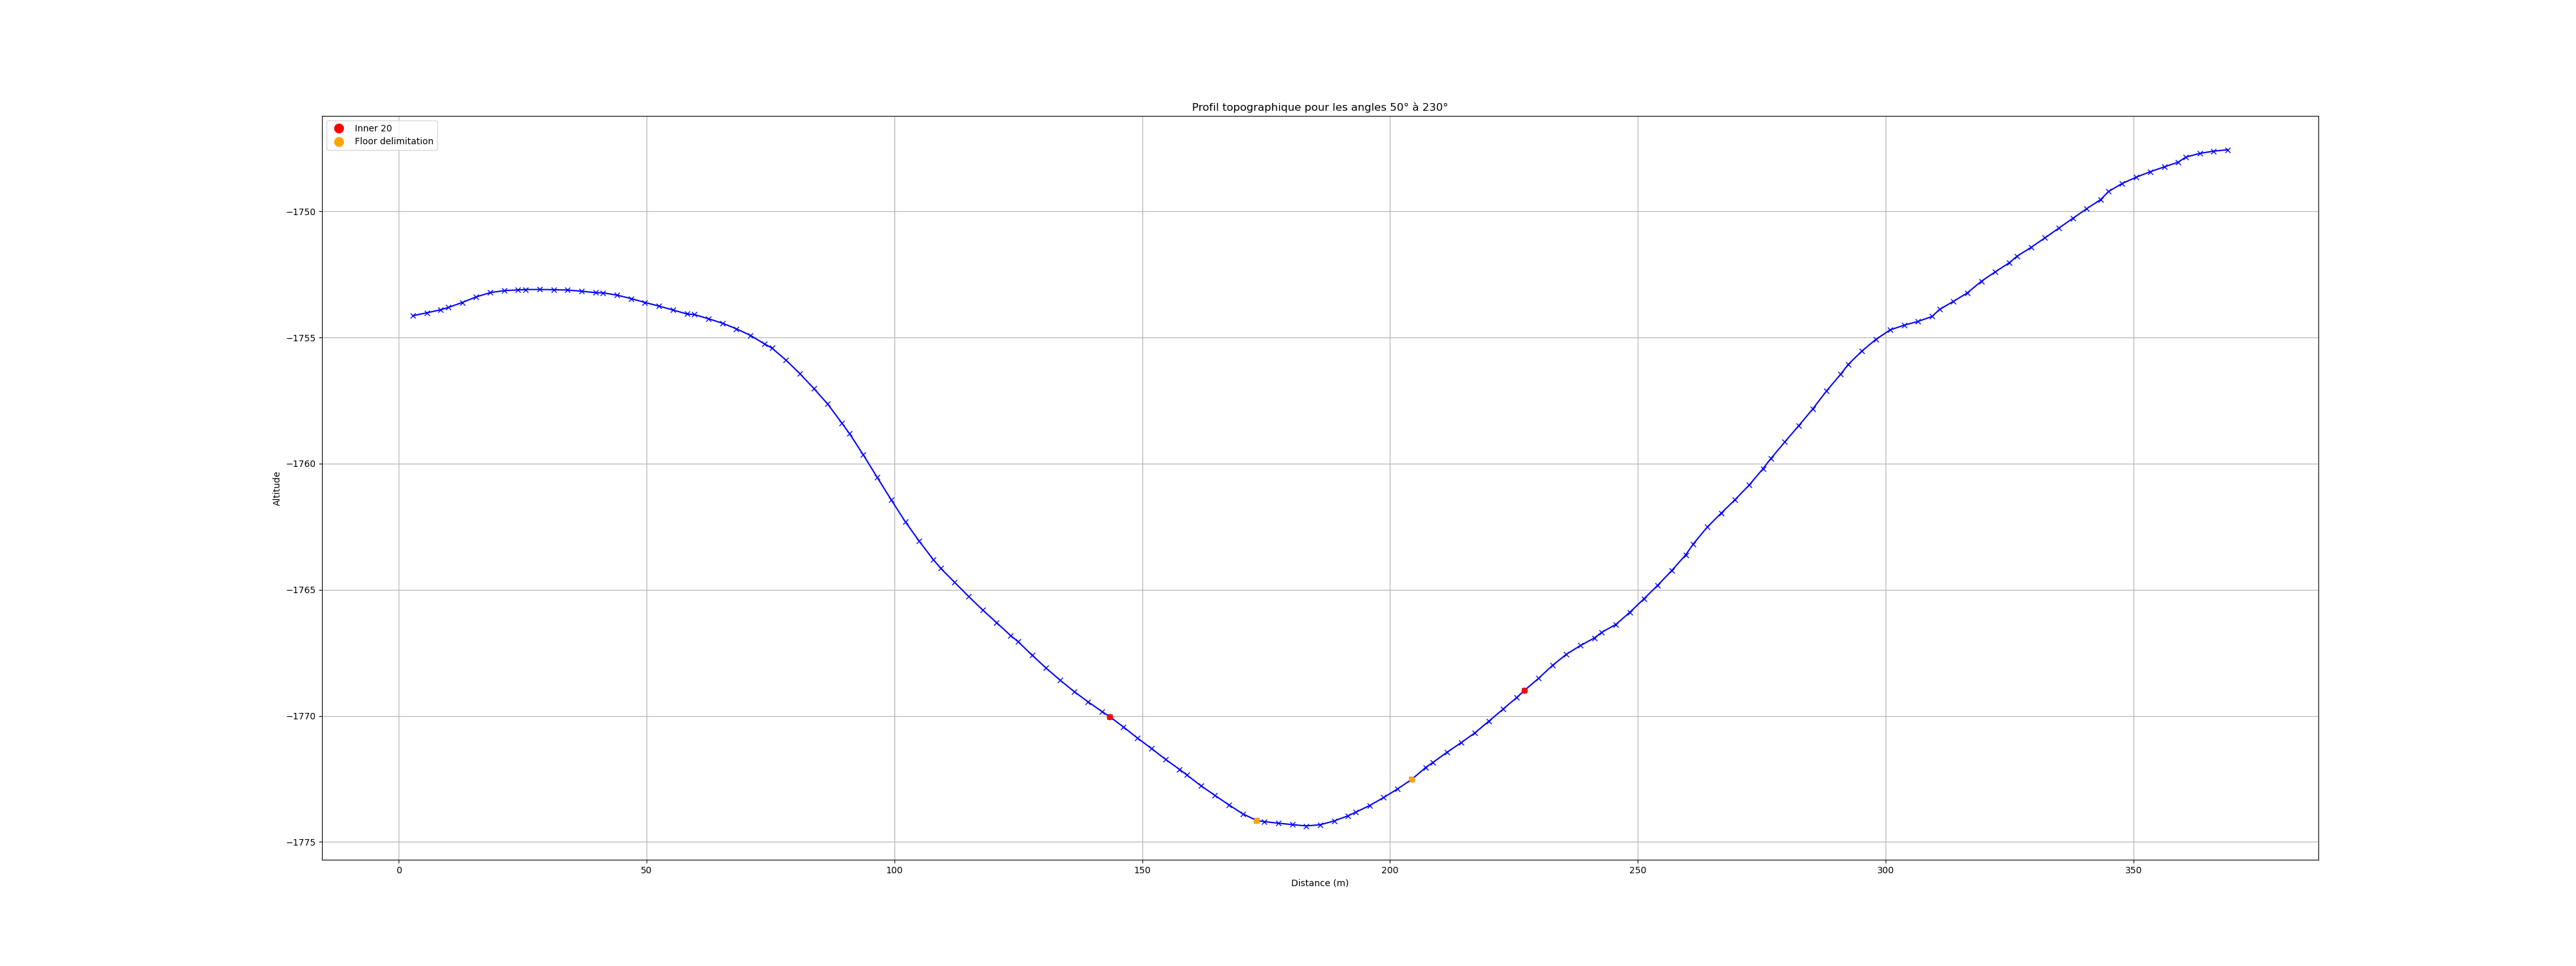 Profil topographique pour les angles 50° à 230°
Inner 20
Floor delimitation
−1750
−1755
−1760
−1765
−1770
−1775
Altitude
0 50 100 150 200 250 300 350
Distance (m)